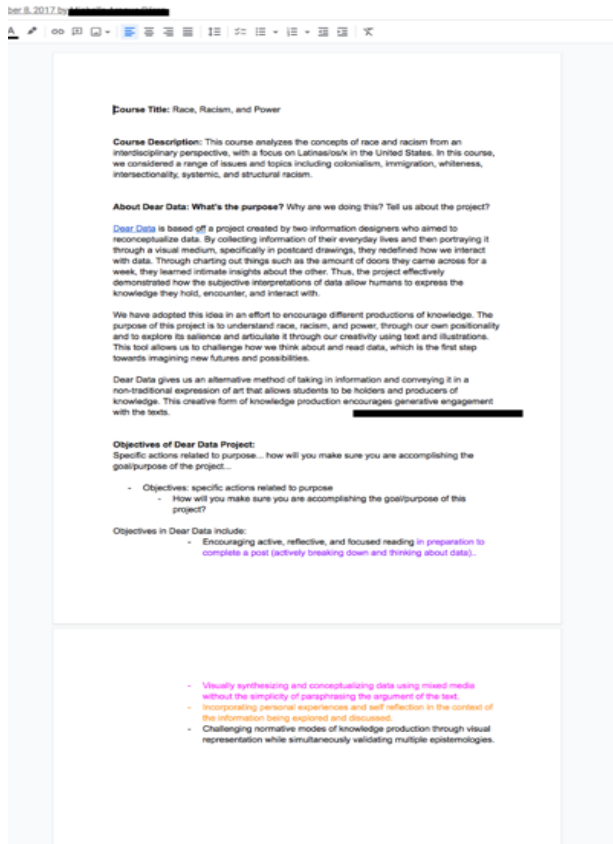 ber 8, 2017 by
A
Course Title: Race, Racism, and Power
Course Description: This course analyzes the concepts of race and racism from an
interdisciplinary perspective, with a focus on Latinas/os/x in the United States. In this course,
we considered a range of issues and topics including colonialism, immigration, whiteness,
intersectionality, systemic, and structural racism.
About Dear Data: What's the purpose? Why are we doing this? Tell us about the project?
Dear Data is based off a project created by two information designers who aimed to
reconceptualize data. By collecting information of their everyday lives and then portraying it
through a visual medium, specifically in postcard drawings, they redefined how we interact
with data. Through charting out things such as the amount of doors they came across for a
week, they learned intimate insights about the other. Thus, the project effectively
demonstrated how the subjective interpretations of data allow humans to express the
knowledge they hold, encounter, and interact with.
We have adopted this idea in an effort to encourage different productions of knowledge. The
purpose of this project is to understand race, racism, and power, through our own positionality
and to explore its salience and articulate it through our creativity using text and illustrations.
This tool allows us to challenge how we think about and read data, which is the first step
towards imagining new futures and possibilities.
Dear Data gives us an alternative method of taking in information and conveying it in a
non-traditional expression of art that allows students to be holders and producers of
knowledge. This creative form of knowledge production encourages generative engagement
with the texts.
Objectives of Dear Data Project:
Specific actions related to purpose... how will you make sure you are accomplishing the
goal/purpose of the project...
- Objectives: specific actions related to purpose
- How will you make sure you are accomplishing the goal/purpose of this
project?
Objectives in Dear Data include:
- Encouraging active, reflective, and focused reading in preparation to
complete a post (actively breaking down and thinking about data)..
- Visually synthesizing and conceptualizing data using mixed media
without the simplicity of paraphrasing the argument of the text.
- Incorporating personal experiences and self reflection in the context of
the information being explored and discussed.
- Challenging normative modes of knowledge production through visual
representation while simultaneously validating multiple epistemologies.